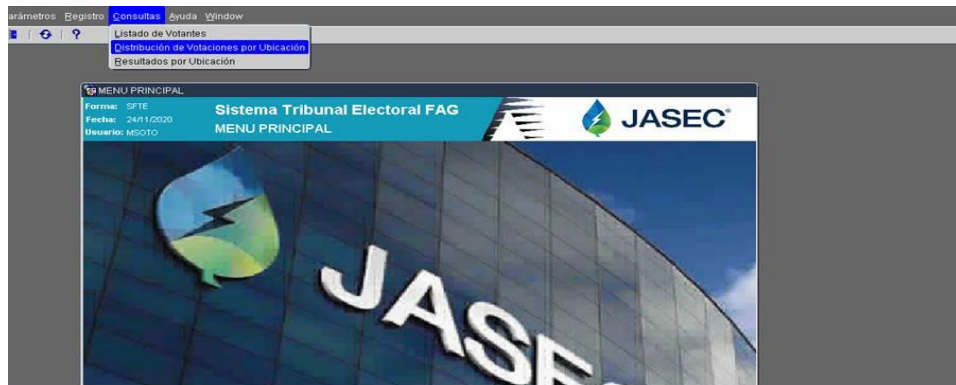 arámetros Registro Consultas Ayuda Window
?
Listado de Votantes
Distribución de Votaciones por Ubicación
Resultados por Ubicación
MENU PRINCIPAL
Forma: SFTE
Fecha: 24/11/2020
Usuario: MSOTO
Sistema Tribunal Electoral FAG
MENU PRINCIPAL
JASEC
JASEC